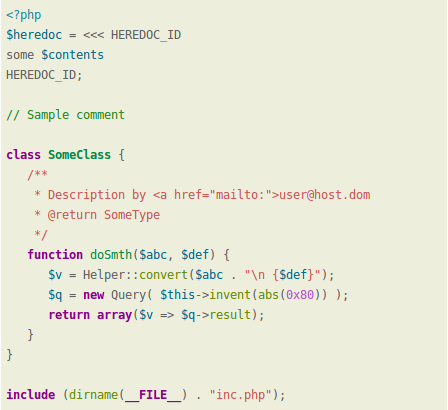 <?php
$heredoc = <<< HEREDOC_ID
some $contents
HEREDOC_ID;

// Sample comment

class SomeClass {
   /**
    * Description by <a href="mailto:">user@host.dom
    * @return SomeType
    */
   function doSmth($abc, $def) {
      $v = Helper::convert($abc . "\n {$def}");
      $q = new Query( $this->invent(abs(0x80)) );
      return array($v => $q->result);
   }
}

include (dirname(__FILE__) . "inc.php");